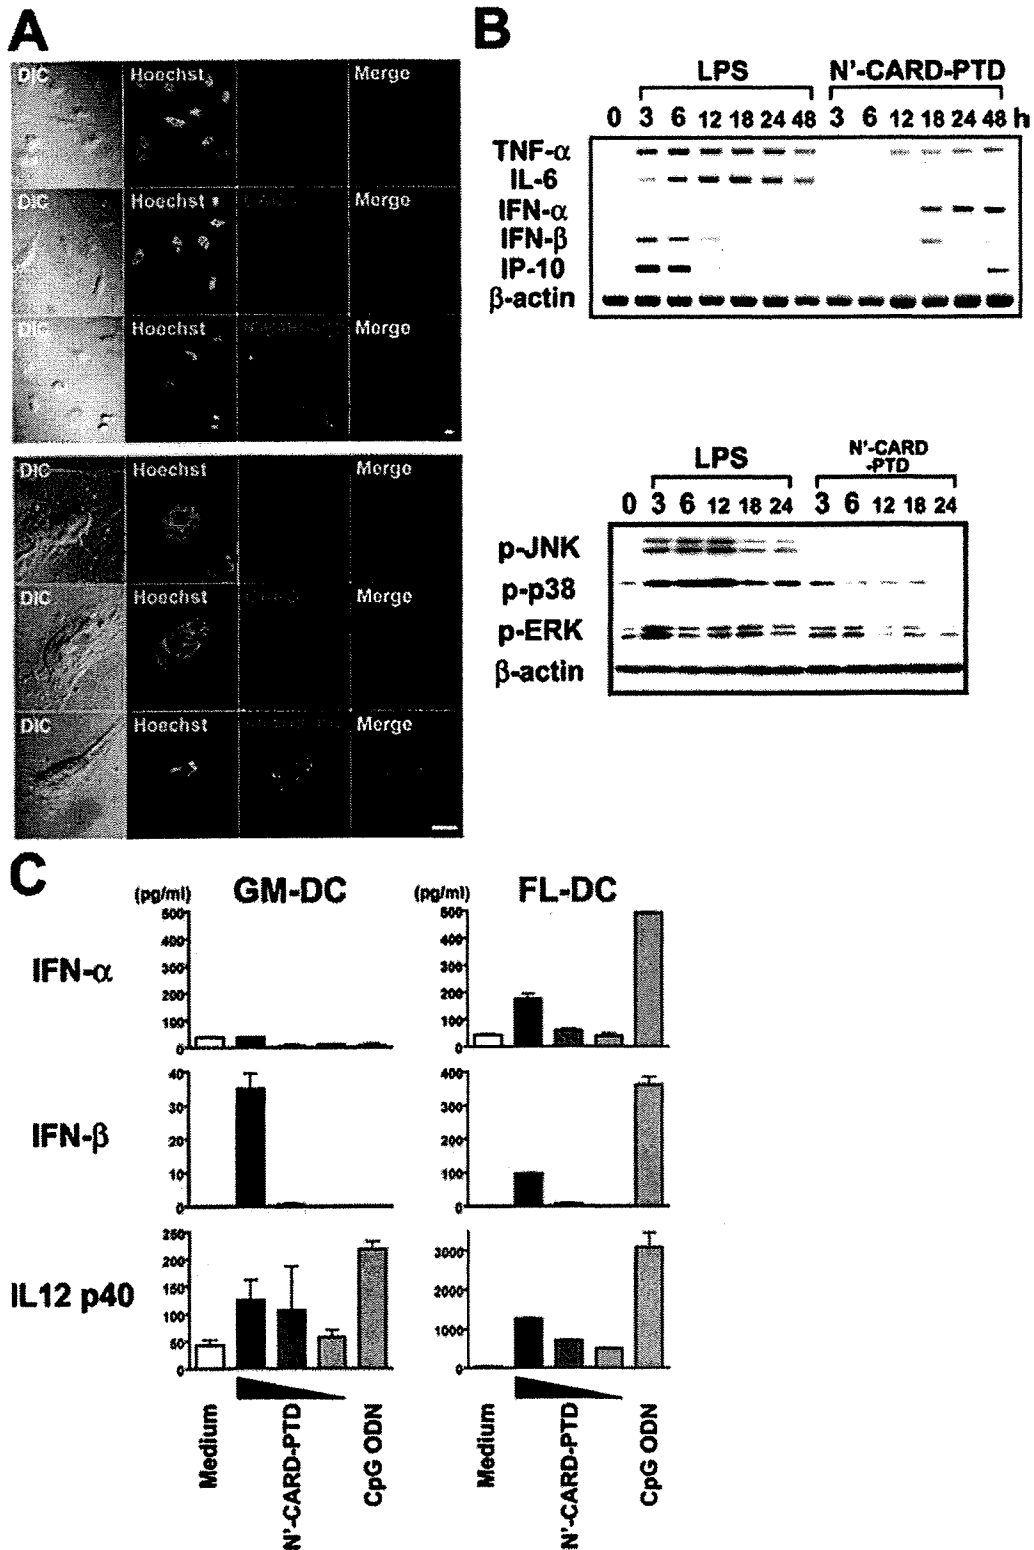 A
DIC Hoechst Merge
DIC Hoechst Merge
DIC Hoechst Merge
DIC Hoechst Merge
DIC Hoechst Merge
DIC Hoechst Merge
B
LPS N'-CARD-PTD
0 3 6 12 18 24 48 3 6 12 18 24 48 h
TNF-α
IL-6
IFN-α
IFN-β
IP-10
β-actin
LPS N'-CARD
-PTD
0 3 6 12 18 24 3 6 12 18 24
p-JNK
p-p38
p-ERK
β-actin
C
(pg/ml) GM-DC (pg/ml) FL-DC
IFN-α
500 400 300 200 100 0
500 400 300 200 100 0
IFN-β
40 30 20 10 0
400 300 200 100 0
IL12 p40
250 200 150 100 50 0
3000 2000 1000 0
Medium N'-CARD-PTD CpG ODN
Medium N'-CARD-PTD CpG ODN